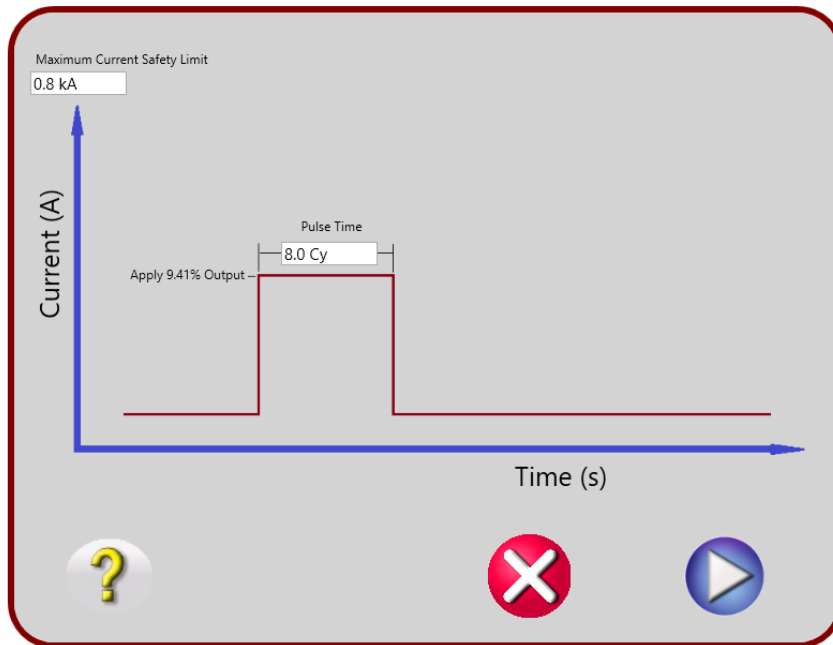 Maximum Current Safety Limit
0.8 kA
Current (A)
Pulse Time
8.0 Cy
Apply 9.41% Output
Time (s)
?